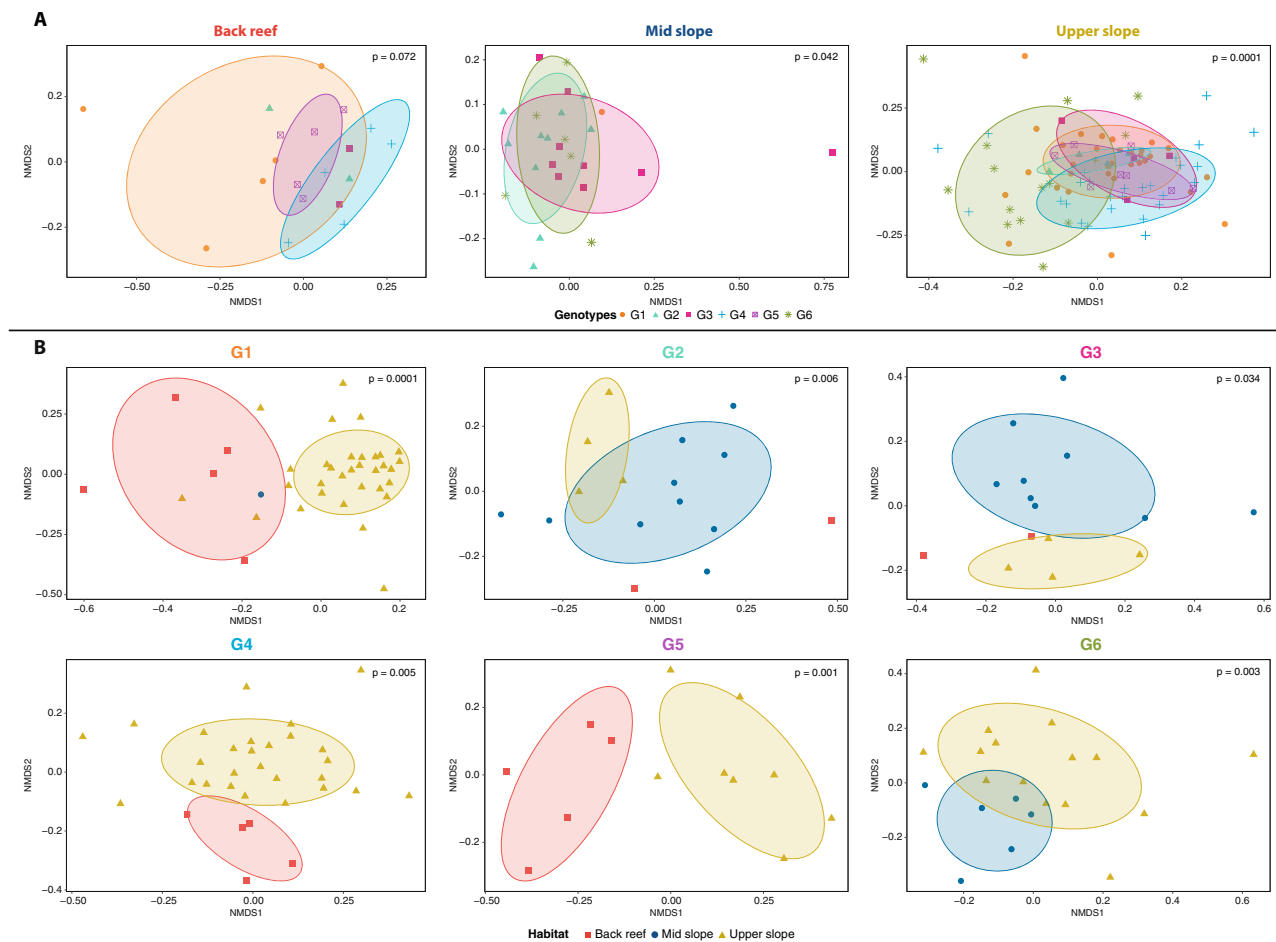 A
Back reef
Mid slope
Upper slope
p = 0.072
p = 0.042
p = 0.0001
NMDS2
0.2
0.0
−0.2
−0.50
−0.25
0.00
0.25
NMDS1
NMDS2
0.2
0.1
0.0
−0.1
−0.2
0.00
0.25
0.50
0.75
NMDS1
NMDS2
0.25
0.00
−0.25
−0.4
−0.2
0.0
0.2
NMDS1
Genotypes G1 G2 G3 G4 G5 G6
B
G1
G2
G3
p = 0.0001
p = 0.006
p = 0.034
NMDS2
0.25
0.00
−0.25
−0.50
−0.6
−0.4
−0.2
0.0
0.2
NMDS1
NMDS2
0.2
0.0
−0.2
−0.25
0.00
0.25
0.50
NMDS1
NMDS2
0.4
0.2
0.0
−0.2
−0.4
−0.2
0.0
0.2
0.4
0.6
NMDS1
G4
G5
G6
p = 0.005
p = 0.001
p = 0.003
NMDS2
0.2
0.0
−0.2
−0.4
−0.50
−0.25
0.00
0.25
NMDS1
NMDS2
0.2
0.0
−0.2
−0.50
−0.25
0.00
0.25
NMDS1
NMDS2
0.4
0.2
0.0
−0.2
−0.2
0.0
0.2
0.4
0.6
NMDS1
Habitat Back reef Mid slope Upper slope